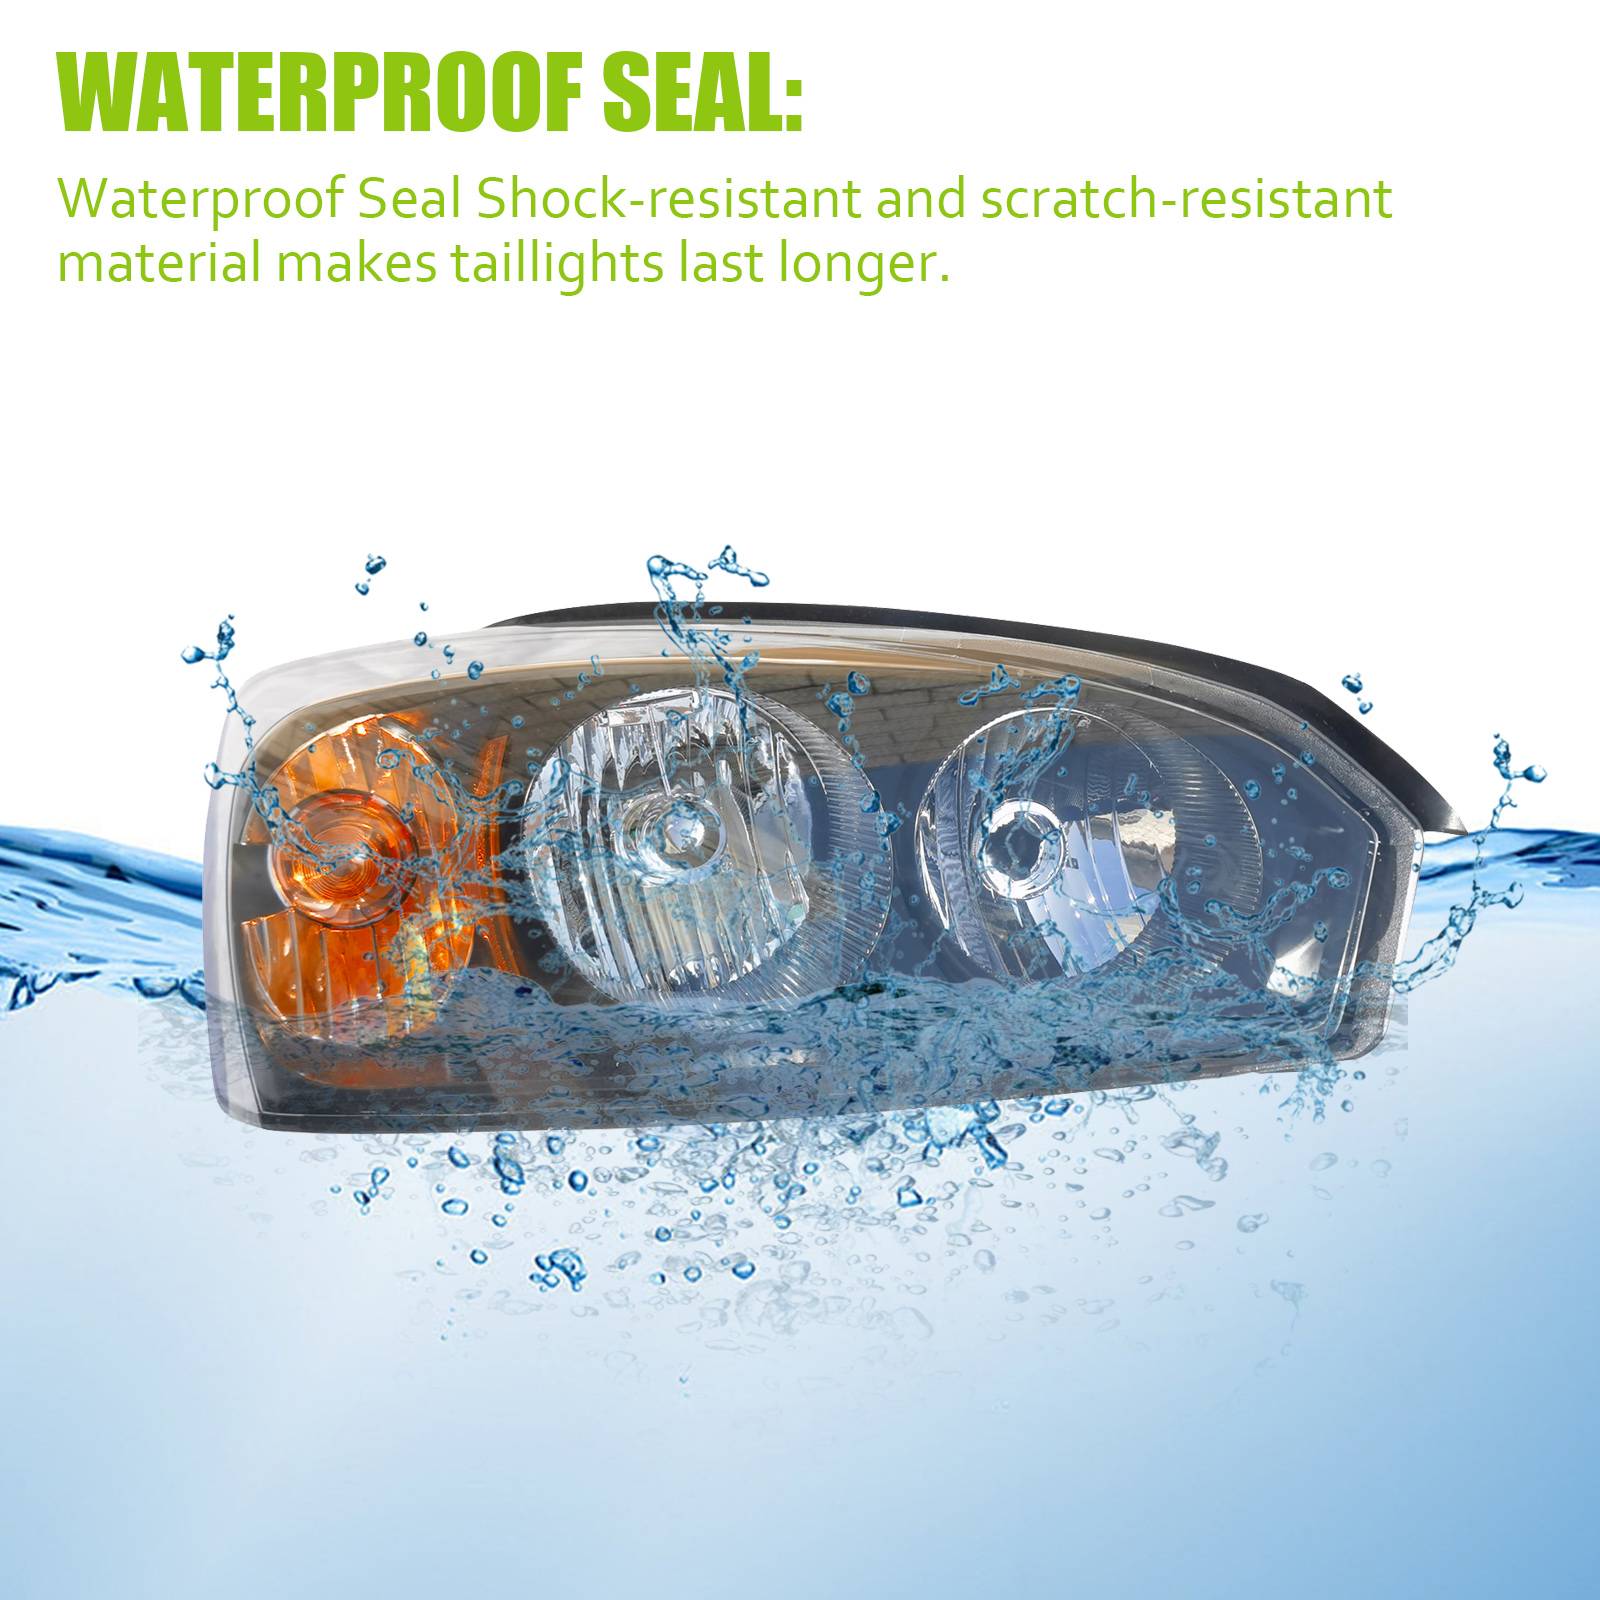 WATERPROOF SEAL:
Waterproof Seal Shock-resistant and scratch-resistant
material makes taillights last longer.